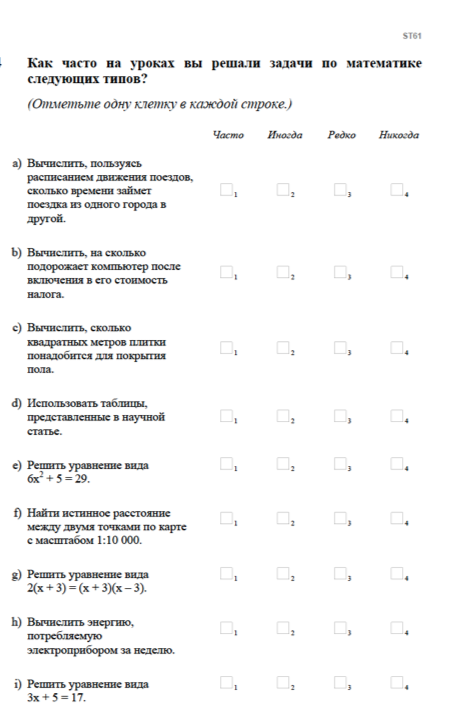 ST61
Как часто на уроках вы решали задачи по математике
следующих типов?
(Отметьте одну клетку в каждой строке.)
Часто Иногда Редко Никогда
a) Вычислить, пользуясь
расписанием движения поездов,
сколько времени займет
поездка из одного города в
другой.
1 2 3 4
b) Вычислить, на сколько
подорожает компьютер после
включения в его стоимость
налога.
1 2 3 4
c) Вычислить, сколько
квадратных метров плитки
понадобится для покрытия
пола.
1 2 3 4
d) Использовать таблицы,
представленные в научной
статье.
1 2 3 4
e) Решить уравнение вида
6x² + 5 = 29.
1 2 3 4
f) Найти истинное расстояние
между двумя точками по карте
с масштабом 1:10 000.
1 2 3 4
g) Решить уравнение вида
2(x + 3) = (x + 3)(x – 3).
1 2 3 4
h) Вычислить энергию,
потребляемую
электроприбором за неделю.
1 2 3 4
i) Решить уравнение вида
3x + 5 = 17.
1 2 3 4